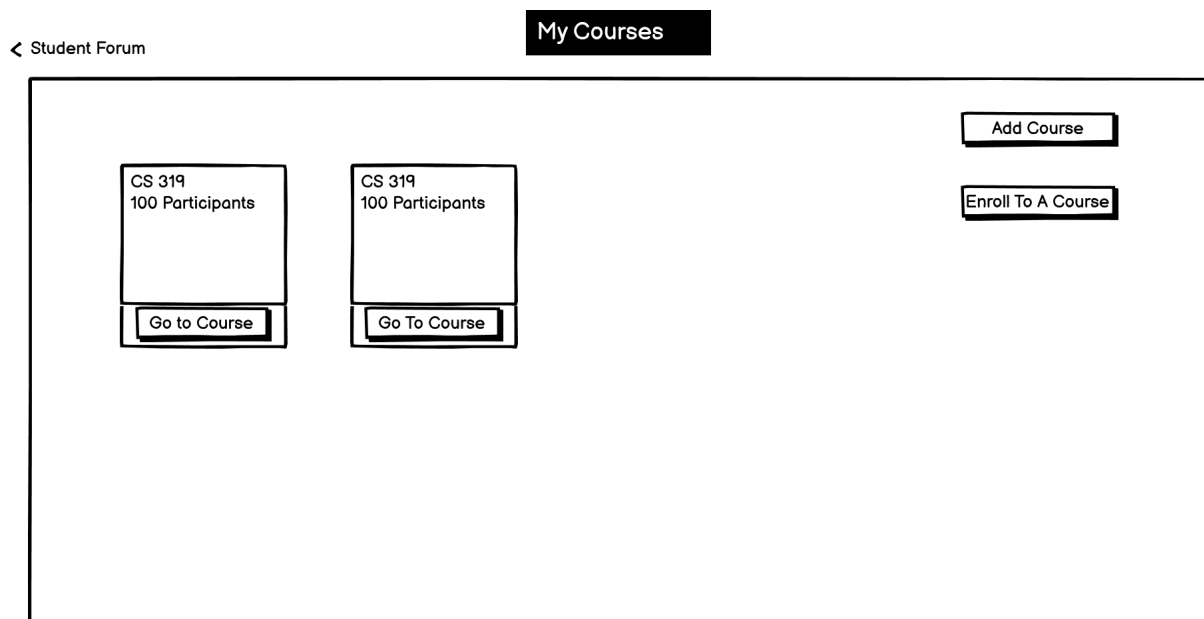 My Courses
Student Forum
Add Course
CS 319
100 Participants
CS 319
100 Participants
Enroll To A Course
Go to Course
Go To Course